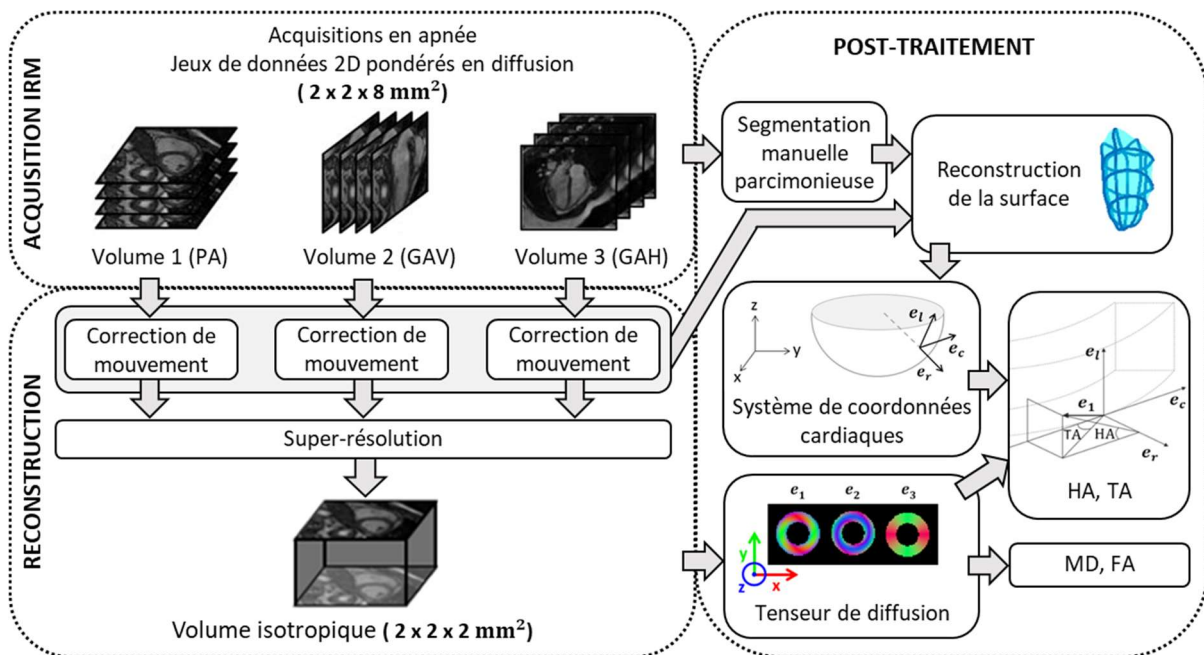 ACQUISITION IRM
Acquisitions en apnée
Jeux de données 2D pondérés en diffusion
( 2 x 2 x 8 mm²)
Volume 1 (PA)
Volume 2 (GAV)
Volume 3 (GAH)
RECONSTRUCTION
Correction de
mouvement
Correction de
mouvement
Correction de
mouvement
Super-résolution
Volume isotropique ( 2 x 2 x 2 mm²)
POST-TRAITEMENT
Segmentation
manuelle
parcimonieuse
Reconstruction
de la surface
z
y
x
e_l
e_c
e_r
Système de coordonnées
cardiaques
e_l
e_1
e_c
TA
HA
e_r
HA, TA
e_1
e_2
e_3
y
z
x
Tenseur de diffusion
MD, FA